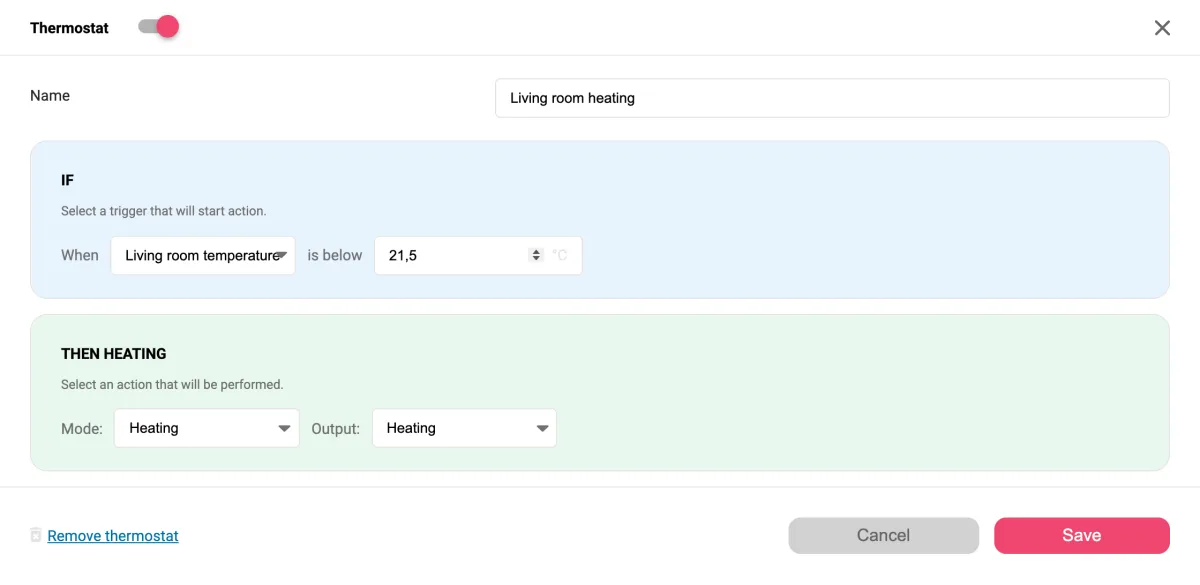 Thermostat
Name
Living room heating
IF
Select a trigger that will start action.
When Living room temperature is below 21,5 °C
THEN HEATING
Select an action that will be performed.
Mode: Heating Output: Heating
Remove thermostat
Cancel
Save